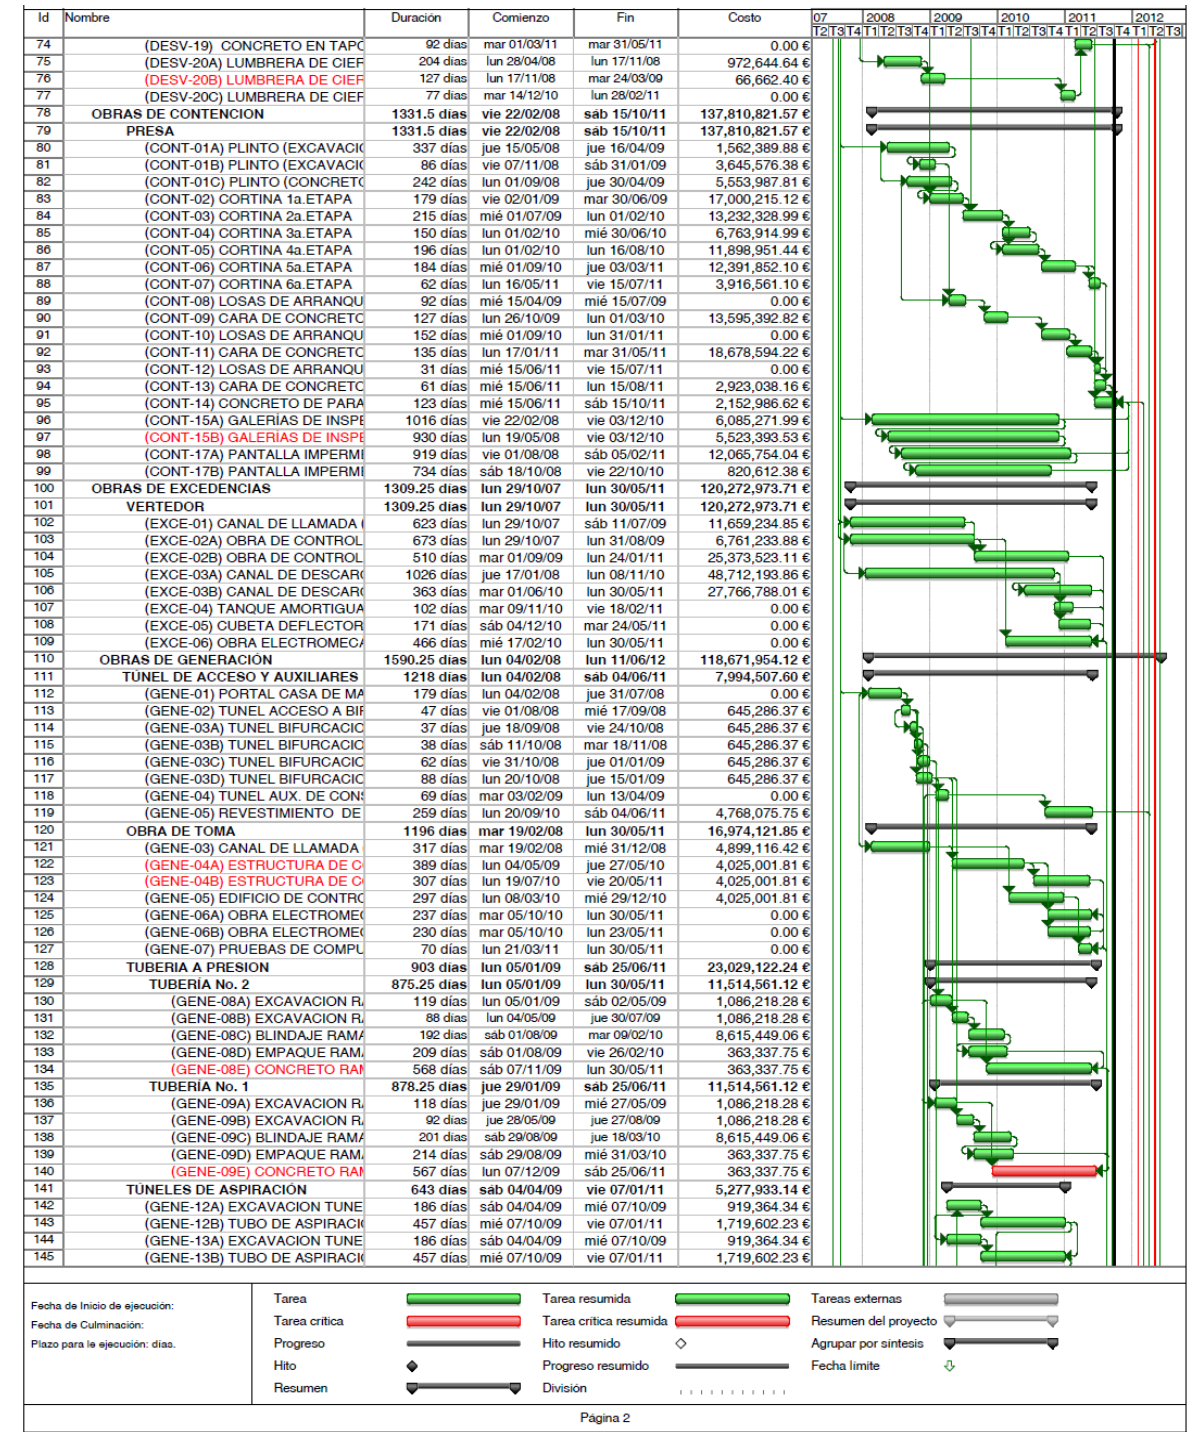 Id Nombre Duración Comienzo Fin Costo 07 2008 2009 2010 2011 2012
T2 T3 T4 T1 T2 T3 T4 T1 T2 T3 T4 T1 T2 T3 T4 T1 T2 T3 T4 T1 T2 T3
74 (DESV-19) CONCRETO EN TAPO 92 días mar 01/03/11 mar 31/05/11 0.00 €
75 (DESV-20A) LUMBRERA DE CIER 204 días lun 28/04/08 lun 17/11/08 972,644.64 €
76 (DESV-20B) LUMBRERA DE CIER 127 días lun 17/11/08 mar 24/03/09 66,662.40 €
77 (DESV-20C) LUMBRERA DE CIER 77 días mar 14/12/10 lun 28/02/11 0.00 €
78 OBRAS DE CONTENCION 1331.5 días vie 22/02/08 sáb 15/10/11 137,810,821.57 €
79 PRESA 1331.5 días vie 22/02/08 sáb 15/10/11 137,810,821.57 €
80 (CONT-01A) PLINTO (EXCAVACIO 337 días jue 15/05/08 jue 16/04/09 1,562,389.88 €
81 (CONT-01B) PLINTO (EXCAVACIO 86 días vie 07/11/08 sáb 31/01/09 3,645,576.38 €
82 (CONT-01C) PLINTO (CONCRETO 242 días lun 01/09/08 jue 30/04/09 5,553,987.81 €
83 (CONT-02) CORTINA 1a.ETAPA 179 días vie 02/01/09 mar 30/06/09 17,000,215.12 €
84 (CONT-03) CORTINA 2a.ETAPA 215 días mié 01/07/09 lun 01/02/10 13,232,328.99 €
85 (CONT-04) CORTINA 3a.ETAPA 150 días lun 01/02/10 mié 30/06/10 6,763,914.99 €
86 (CONT-05) CORTINA 4a.ETAPA 196 días lun 01/02/10 lun 16/08/10 11,898,951.44 €
87 (CONT-06) CORTINA 5a.ETAPA 184 días mié 01/09/10 jue 03/03/11 12,391,852.10 €
88 (CONT-07) CORTINA 6a.ETAPA 62 días lun 16/05/11 vie 15/07/11 3,916,561.10 €
89 (CONT-08) LOSAS DE ARRANQU 92 días mié 15/04/09 mié 15/07/09 0.00 €
90 (CONT-09) CARA DE CONCRETO 127 días lun 26/10/09 lun 01/03/10 13,595,392.82 €
91 (CONT-10) LOSAS DE ARRANQU 152 días mié 01/09/10 lun 31/01/11 0.00 €
92 (CONT-11) CARA DE CONCRETO 135 días lun 17/01/11 mar 31/05/11 18,678,594.22 €
93 (CONT-12) LOSAS DE ARRANQU 31 días mié 15/06/11 vie 15/07/11 0.00 €
94 (CONT-13) CARA DE CONCRETO 61 días mié 15/06/11 lun 15/08/11 2,923,038.16 €
95 (CONT-14) CONCRETO DE PARA 123 días mié 15/06/11 sáb 15/10/11 2,152,986.62 €
96 (CONT-15A) GALERÍAS DE INSPE 1016 días vie 22/02/08 vie 03/12/10 6,085,271.99 €
97 (CONT-15B) GALERÍAS DE INSPE 930 días lun 19/05/08 vie 03/12/10 5,523,393.53 €
98 (CONT-17A) PANTALLA IMPERME 919 días vie 01/08/08 sáb 05/02/11 12,065,754.04 €
99 (CONT-17B) PANTALLA IMPERME 734 días sáb 18/10/08 vie 22/10/10 820,612.38 €
100 OBRAS DE EXCEDENCIAS 1309.25 días lun 29/10/07 lun 30/05/11 120,272,973.71 €
101 VERTEDOR 1309.25 días lun 29/10/07 lun 30/05/11 120,272,973.71 €
102 (EXCE-01) CANAL DE LLAMADA ( 623 días lun 29/10/07 sáb 11/07/09 11,659,234.85 €
103 (EXCE-02A) OBRA DE CONTROL 673 días lun 29/10/07 lun 31/08/09 6,761,233.88 €
104 (EXCE-02B) OBRA DE CONTROL 510 días mar 01/09/09 lun 24/01/11 25,373,523.11 €
105 (EXCE-03A) CANAL DE DESCARG 1026 días jue 17/01/08 lun 08/11/10 48,712,193.86 €
106 (EXCE-03B) CANAL DE DESCARG 363 días mar 01/06/10 lun 30/05/11 27,766,788.01 €
107 (EXCE-04) TANQUE AMORTIGUA 102 días mar 09/11/10 vie 18/02/11 0.00 €
108 (EXCE-05) CUBETA DEFLECTOR 171 días sáb 04/12/10 mar 24/05/11 0.00 €
109 (EXCE-06) OBRA ELECTROMECA 466 días mié 17/02/10 lun 30/05/11 0.00 €
110 OBRAS DE GENERACIÓN 1590.25 días lun 04/02/08 lun 11/06/12 118,671,954.12 €
111 TÚNEL DE ACCESO Y AUXILIARES 1218 días lun 04/02/08 sáb 04/06/11 7,994,507.60 €
112 (GENE-01) PORTAL CASA DE MA 179 días lun 04/02/08 jue 31/07/08 0.00 €
113 (GENE-02) TUNEL ACCESO A BIF 47 días vie 01/08/08 mié 17/09/08 645,286.37 €
114 (GENE-03A) TUNEL BIFURCACIO 37 días jue 18/09/08 vie 24/10/08 645,286.37 €
115 (GENE-03B) TUNEL BIFURCACIO 38 días sáb 11/10/08 mar 18/11/08 645,286.37 €
116 (GENE-03C) TUNEL BIFURCACIO 62 días vie 31/10/08 jue 01/01/09 645,286.37 €
117 (GENE-03D) TUNEL BIFURCACIO 88 días lun 20/10/08 jue 15/01/09 645,286.37 €
118 (GENE-04) TUNEL AUX. DE CONS 69 días mar 03/02/09 lun 13/04/09 0.00 €
119 (GENE-05) REVESTIMIENTO DE 259 días lun 20/09/10 sáb 04/06/11 4,768,075.75 €
120 OBRA DE TOMA 1196 días mar 19/02/08 lun 30/05/11 16,974,121.85 €
121 (GENE-03) CANAL DE LLAMADA 317 días mar 19/02/08 mié 31/12/08 4,899,116.42 €
122 (GENE-04A) ESTRUCTURA DE CO 389 días lun 04/05/09 jue 27/05/10 4,025,001.81 €
123 (GENE-04B) ESTRUCTURA DE CO 307 días lun 19/07/10 vie 20/05/11 4,025,001.81 €
124 (GENE-05) EDIFICIO DE CONTRO 297 días lun 08/03/10 mié 29/12/10 4,025,001.81 €
125 (GENE-06A) OBRA ELECTROMEC 237 días mar 05/10/10 lun 30/05/11 0.00 €
126 (GENE-06B) OBRA ELECTROMEC 230 días mar 05/10/10 lun 23/05/11 0.00 €
127 (GENE-07) PRUEBAS DE COMPU 70 días lun 21/03/11 lun 30/05/11 0.00 €
128 TUBERIA A PRESION 903 días lun 05/01/09 sáb 25/06/11 23,029,122.24 €
129 TUBERÍA No. 2 875.25 días lun 05/01/09 lun 30/05/11 11,514,561.12 €
130 (GENE-08A) EXCAVACION RA 119 días lun 05/01/09 sáb 02/05/09 1,086,218.28 €
131 (GENE-08B) EXCAVACION RA 88 días lun 04/05/09 jue 30/07/09 1,086,218.28 €
132 (GENE-08C) BLINDAJE RAMA 192 días sáb 01/08/09 mar 09/02/10 8,615,449.06 €
133 (GENE-08D) EMPAQUE RAMA 209 días sáb 01/08/09 vie 26/02/10 363,337.75 €
134 (GENE-08E) CONCRETO RAM 568 días sáb 07/11/09 lun 30/05/11 363,337.75 €
135 TUBERÍA No. 1 878.25 días jue 29/01/09 sáb 25/06/11 11,514,561.12 €
136 (GENE-09A) EXCAVACION RA 118 días jue 29/01/09 mié 27/05/09 1,086,218.28 €
137 (GENE-09B) EXCAVACION RA 92 días jue 28/05/09 jue 27/08/09 1,086,218.28 €
138 (GENE-09C) BLINDAJE RAMA 201 días sáb 29/08/09 jue 18/03/10 8,615,449.06 €
139 (GENE-09D) EMPAQUE RAMA 214 días sáb 29/08/09 mié 31/03/10 363,337.75 €
140 (GENE-09E) CONCRETO RAM 567 días lun 07/12/09 sáb 25/06/11 363,337.75 €
141 TÚNELES DE ASPIRACIÓN 643 días sáb 04/04/09 vie 07/01/11 5,277,933.14 €
142 (GENE-12A) EXCAVACION TUNE 186 días sáb 04/04/09 mié 07/10/09 919,364.34 €
143 (GENE-12B) TUBO DE ASPIRACIO 457 días mié 07/10/09 vie 07/01/11 1,719,602.23 €
144 (GENE-13A) EXCAVACION TUNE 186 días sáb 04/04/09 mié 07/10/09 919,364.34 €
145 (GENE-13B) TUBO DE ASPIRACIO 457 días mié 07/10/09 vie 07/01/11 1,719,602.23 €
Fecha de Inicio de ejecución:
Fecha de Culminación:
Plazo para le ejecución: días.
Tarea
Tarea crítica
Progreso
Hito
Resumen
Tarea resumida
Tarea crítica resumida
Hito resumido
Progreso resumido
División
Tareas externas
Resumen del proyecto
Agrupar por síntesis
Fecha límite
Página 2